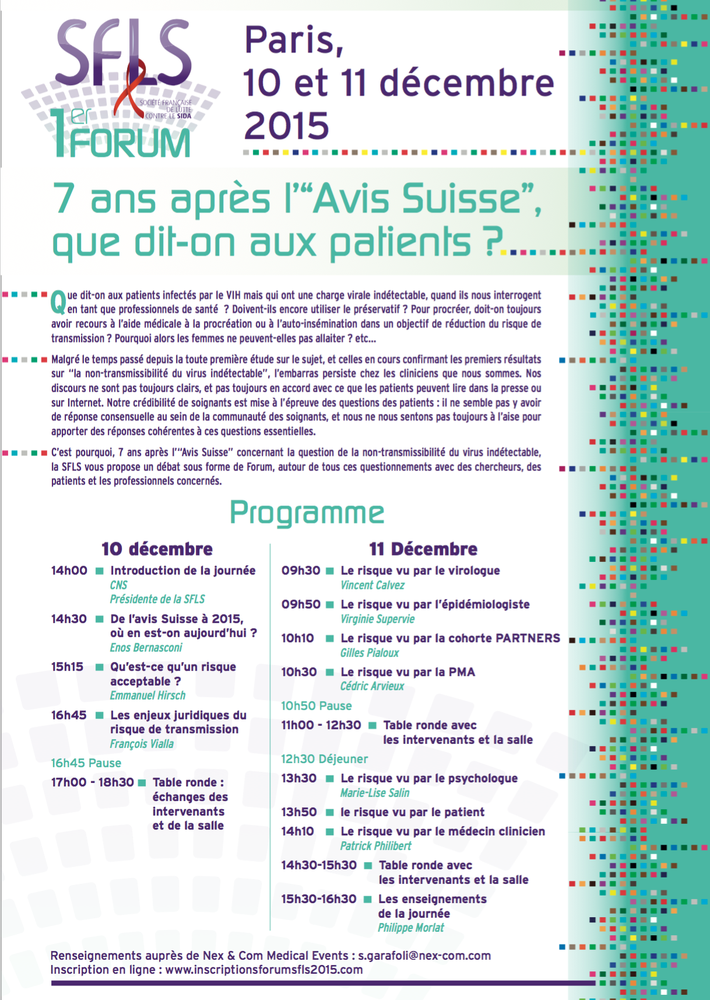 SFLS
SOCIÉTÉ FRANÇAISE
DE LUTTE
CONTRE LE SIDA
1er FORUM
Paris,
10 et 11 décembre
2015
7 ans après l'“Avis Suisse”,
que dit-on aux patients ?
Que dit-on aux patients infectés par le VIH mais qui ont une charge virale indétectable, quand ils nous interrogent
en tant que professionnels de santé ? Doivent-ils encore utiliser le préservatif ? Pour procréer, doit-on toujours
avoir recours à l'aide médicale à la procréation ou à l'auto-insémination dans un objectif de réduction du risque de
transmission ? Pourquoi alors les femmes ne peuvent-elles pas allaiter ? etc...
Malgré le temps passé depuis la toute première étude sur le sujet, et celles en cours confirmant les premiers résultats
sur “la non-transmissibilité du virus indétectable”, l'embarras persiste chez les cliniciens que nous sommes. Nos
discours ne sont pas toujours clairs, et pas toujours en accord avec ce que les patients peuvent lire dans la presse ou
sur Internet. Notre crédibilité de soignants est mise à l'épreuve des questions des patients : il ne semble pas y avoir
de réponse consensuelle au sein de la communauté des soignants, et nous ne nous sentons pas toujours à l'aise pour
apporter des réponses cohérentes à ces questions essentielles.
C'est pourquoi, 7 ans après l'“Avis Suisse” concernant la question de la non-transmissibilité du virus indétectable,
la SFLS vous propose un débat sous forme de Forum, autour de tous ces questionnements avec des chercheurs, des
patients et les professionnels concernés.
Programme
10 décembre
14h00 Introduction de la journée
CNS
Présidente de la SFLS
14h30 De l'avis Suisse à 2015,
où en est-on aujourd'hui ?
Enos Bernasconi
15h15 Qu'est-ce qu'un risque
acceptable ?
Emmanuel Hirsch
16h45 Les enjeux juridiques du
risque de transmission
François Vialla
16h45 Pause
17h00 - 18h30 Table ronde :
échanges des
intervenants
et de la salle
11 Décembre
09h30 Le risque vu par le virologue
Vincent Calvez
09h50 Le risque vu par l'épidémiologiste
Virginie Supervie
10h10 Le risque vu par la cohorte PARTNERS
Gilles Pialoux
10h30 Le risque vu par la PMA
Cédric Arvieux
10h50 Pause
11h00 - 12h30 Table ronde avec
les intervenants et la salle
12h30 Déjeuner
13h30 Le risque vu par le psychologue
Marie-Lise Salin
13h50 le risque vu par le patient
14h10 Le risque vu par le médecin clinicien
Patrick Philibert
14h30-15h30 Table ronde avec
les intervenants et la salle
15h30-16h30 Les enseignements
de la journée
Philippe Morlat
Renseignements auprès de Nex & Com Medical Events : s.garafoli@nex-com.com
Inscription en ligne : www.inscriptionsforumsfls2015.com